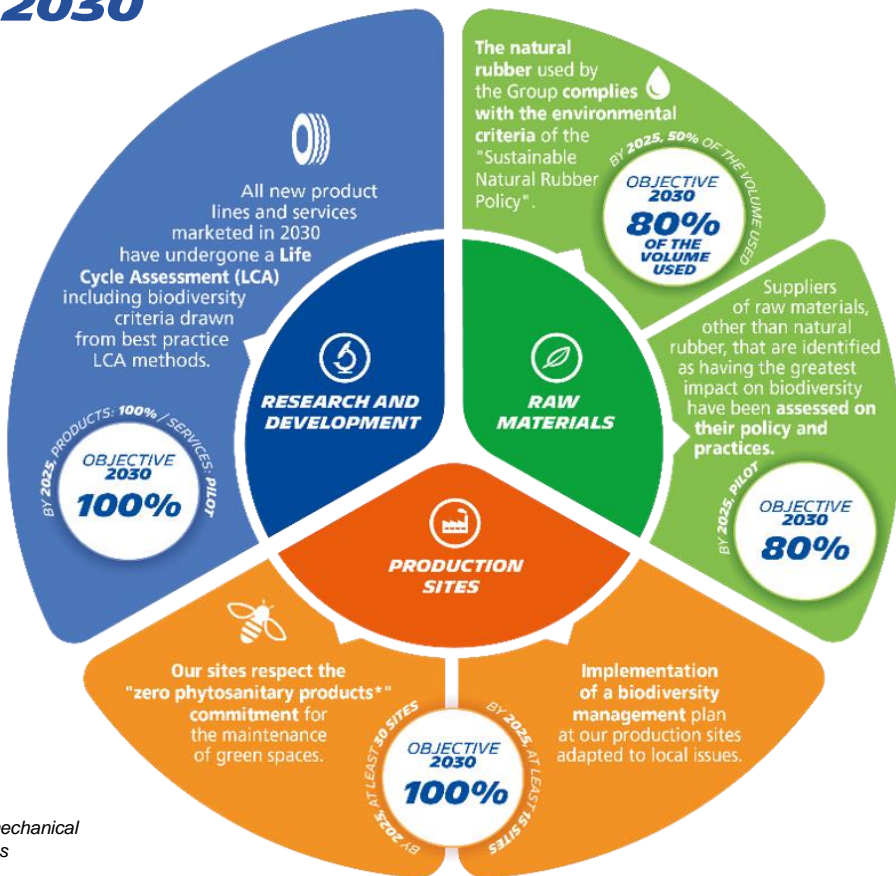 2030
All new product
lines and services
marketed in 2030
have undergone a Life
Cycle Assessment (LCA)
including biodiversity
criteria drawn
from best practice
LCA methods.
BY 2025, PRODUCTS: 100% / SERVICES: PILOT
OBJECTIVE
2030
100%
RESEARCH AND
DEVELOPMENT
The natural
rubber used by
the Group complies
with the environmental
criteria of the
"Sustainable
Natural Rubber
Policy".
BY 2025, 50% OF THE VOLUME USED
OBJECTIVE
2030
80%
OF THE
VOLUME
USED
RAW
MATERIALS
Suppliers
of raw materials,
other than natural
rubber, that are identified
as having the greatest
impact on biodiversity
have been assessed on
their policy and
practices.
BY 2025, PILOT
OBJECTIVE
2030
80%
PRODUCTION
SITES
Our sites respect the
"zero phytosanitary products*"
commitment for
the maintenance
of green spaces.
BY 2025, AT LEAST 30 SITES
OBJECTIVE
2030
100%
BY 2025, AT LEAST 15 SITES
Implementation
of a biodiversity
management plan
at our production sites
adapted to local issues.